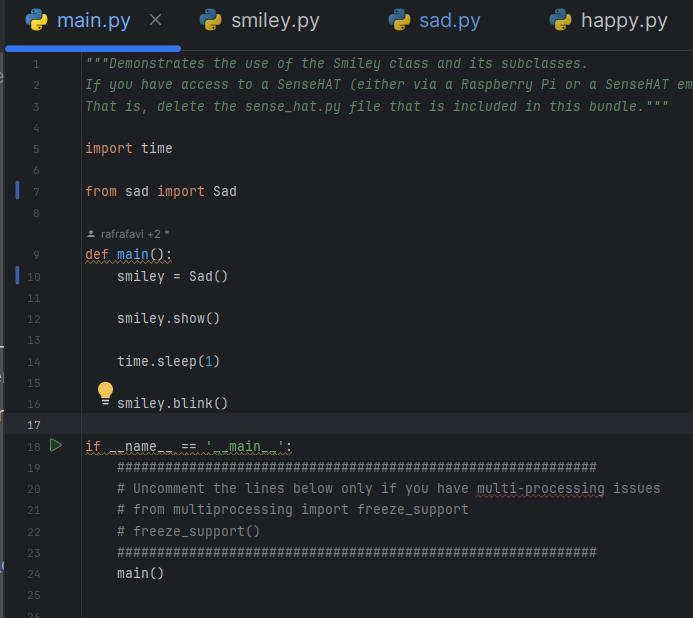 main.py smiley.py sad.py happy.py
1 """Demonstrates the use of the Smiley class and its subclasses.
2 If you have access to a SenseHAT (either via a Raspberry Pi or a SenseHAT em
3 That is, delete the sense_hat.py file that is included in this bundle."""
4
5 import time
6
7 from sad import Sad
8
rafrafavi +2 *
9 def main():
10 smiley = Sad()
11
12 smiley.show()
13
14 time.sleep(1)
15
16 smiley.blink()
17
18 if __name__ == '__main__':
19 ############################################################
20 # Uncomment the lines below only if you have multi-processing issues
21 # from multiprocessing import freeze_support
22 # freeze_support()
23 ############################################################
24 main()
25
26